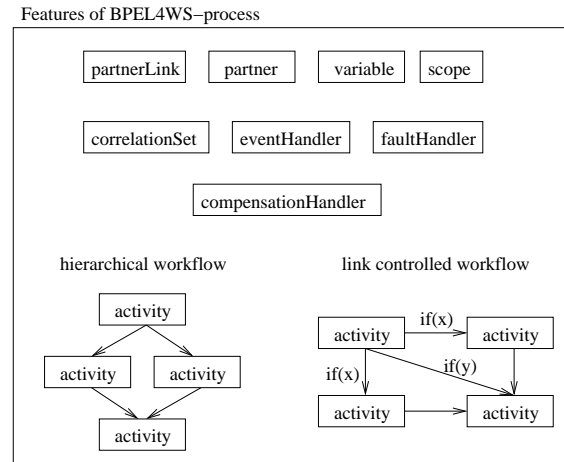 Features of BPEL4WS−process
partnerLink partner variable scope
correlationSet eventHandler faultHandler
compensationHandler
hierarchical workflow
activity
activity activity
activity
link controlled workflow
if(x)
activity activity
if(x) if(y)
activity activity